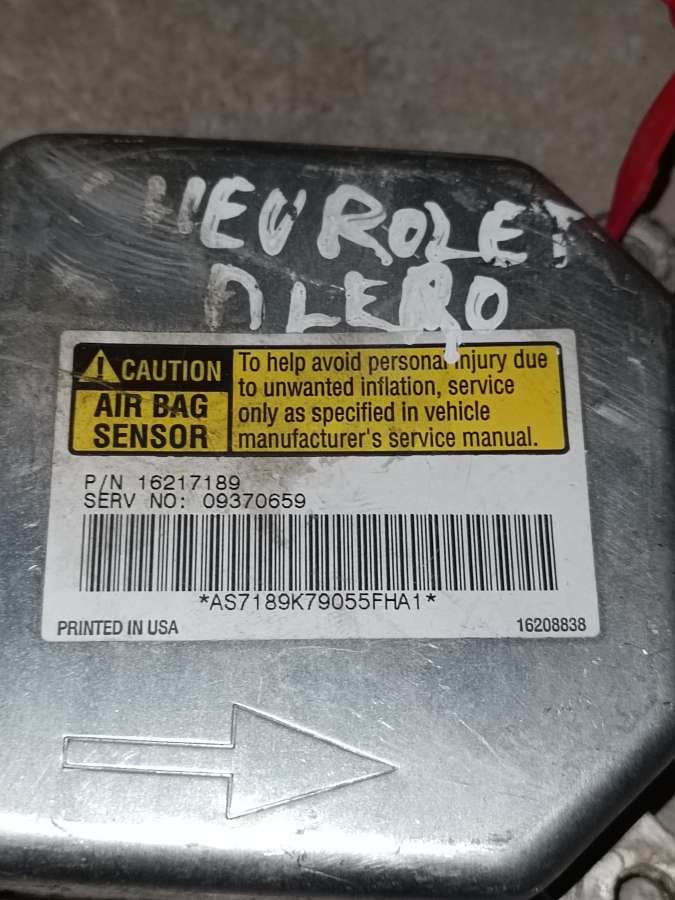 HEVROLET
ALERO
CAUTION
AIR BAG
SENSOR
To help avoid personal injury due
to unwanted inflation, service
only as specified in vehicle
manufacturer's service manual.
P/N 16217189
SERV NO: 09370659
*AS7189K79055FHA1*
PRINTED IN USA
16208838